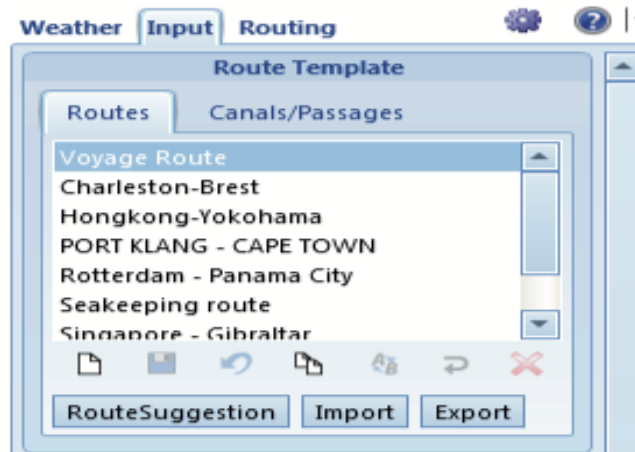 Weather Input Routing ?
Route Template
Routes Canals/Passages
Voyage Route
Charleston-Brest
Hongkong-Yokohama
PORT KLANG - CAPE TOWN
Rotterdam - Panama City
Seakeeping route
Singapore - Gibraltar
A B
RouteSuggestion Import Export